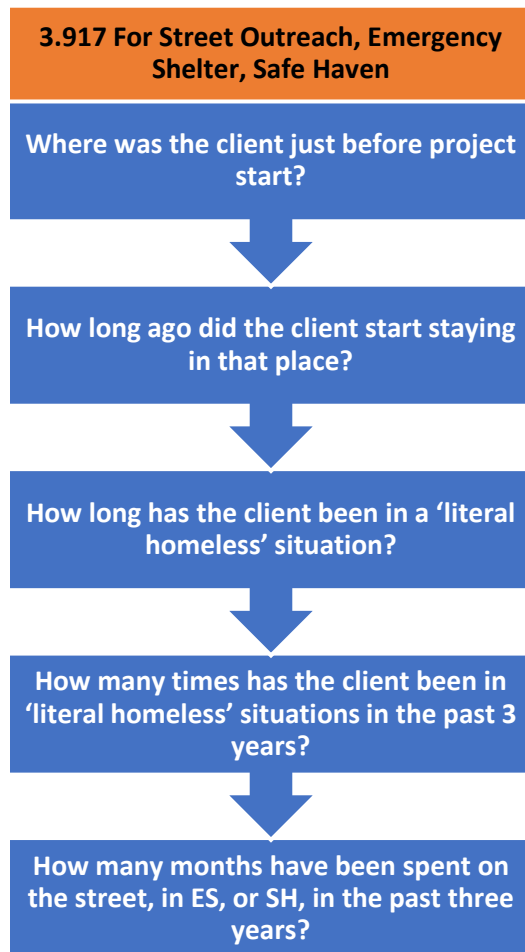 3.917 For Street Outreach, Emergency
Shelter, Safe Haven
Where was the client just before project
start?
How long ago did the client start staying
in that place?
How long has the client been in a ‘literal
homeless’ situation?
How many times has the client been in
‘literal homeless’ situations in the past 3
years?
How many months have been spent on
the street, in ES, or SH, in the past three
years?